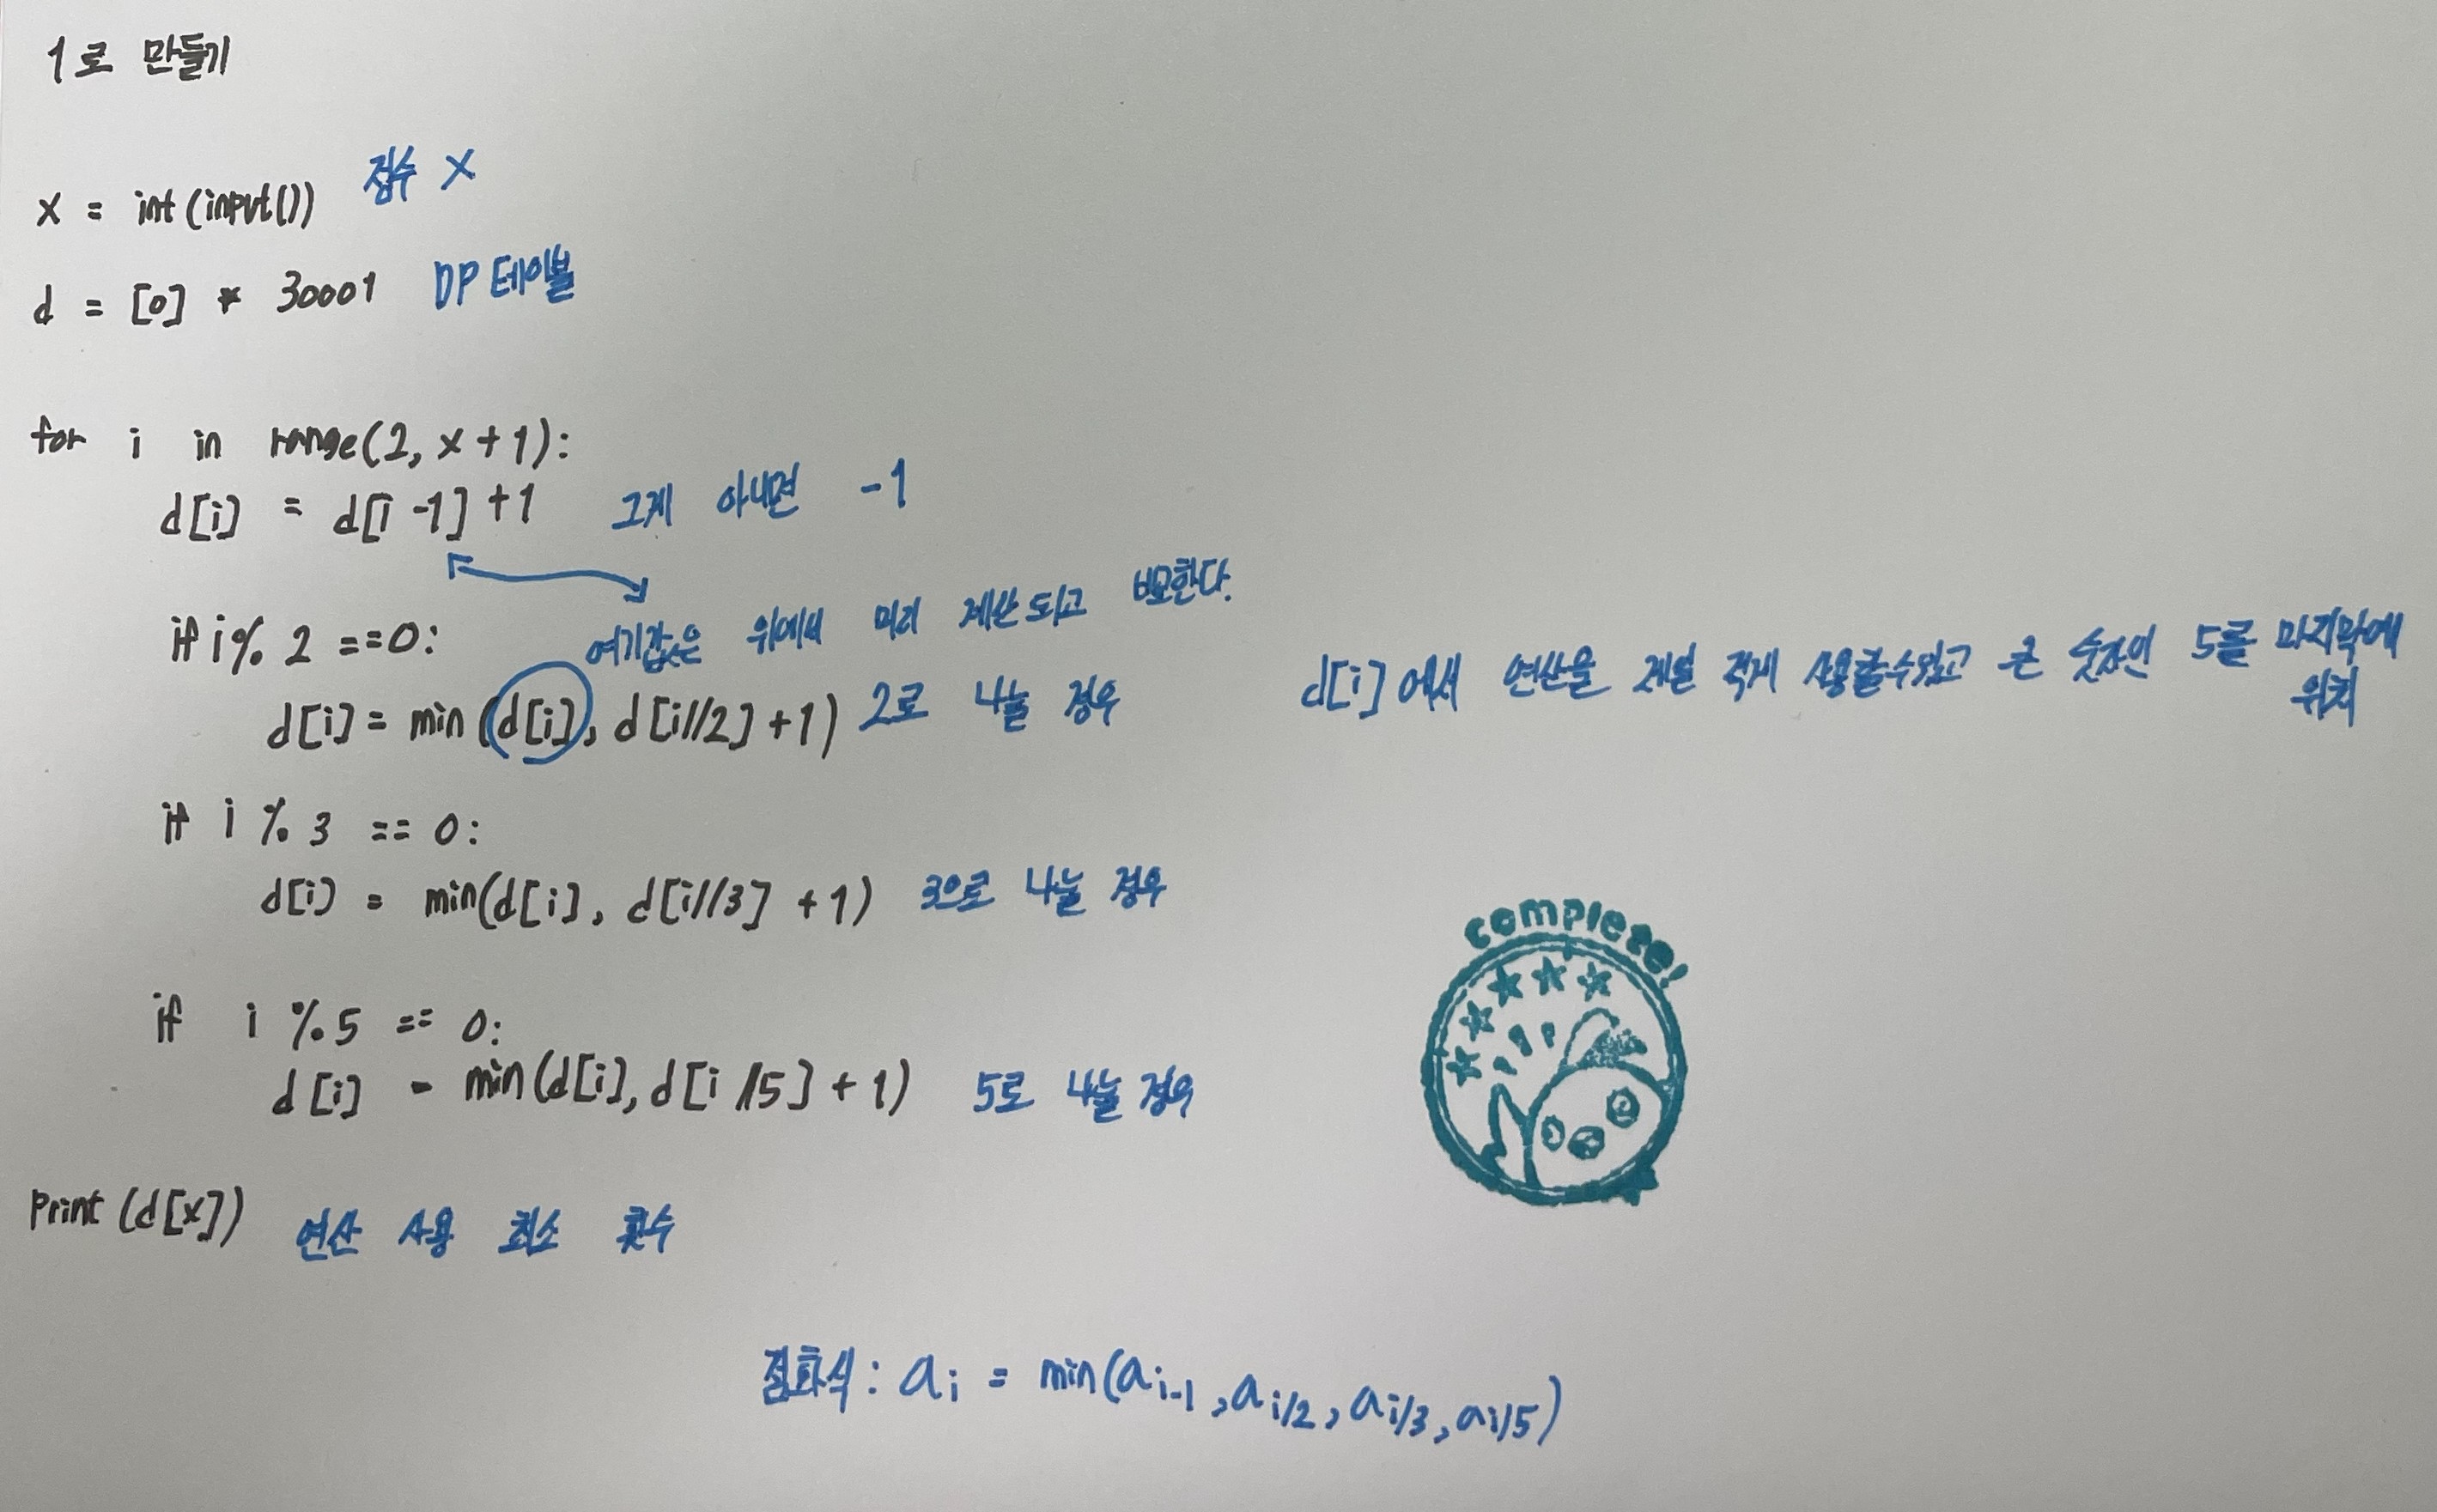 1로 만들기
x = int(input()) 정수 X
d = [0] * 30001 DP 테이블
for i in range(2, x+1):
d[i] = d[i-1]+1 그게 아니면 -1
if i% 2 ==0: 여기값은 위에서 미리 계산되고 비교한다.
d[i] = min(d[i], d[i//2]+1) 2로 나눌 경우
d[i]에서 연산을 제일 적게 사용할수있고 큰 숫자인 5를 마지막에
위치
if i % 3 == 0:
d[i] = min(d[i], d[i//3] +1) 3으로 나눌 경우
complete!
if i %5 == 0:
d[i] = min(d[i], d[i//5]+1) 5로 나눌 경우
Print (d[x]) 연산 사용 최소 횟수
점화식: ai = min(ai-1, ai/2, ai/3, ai/5)